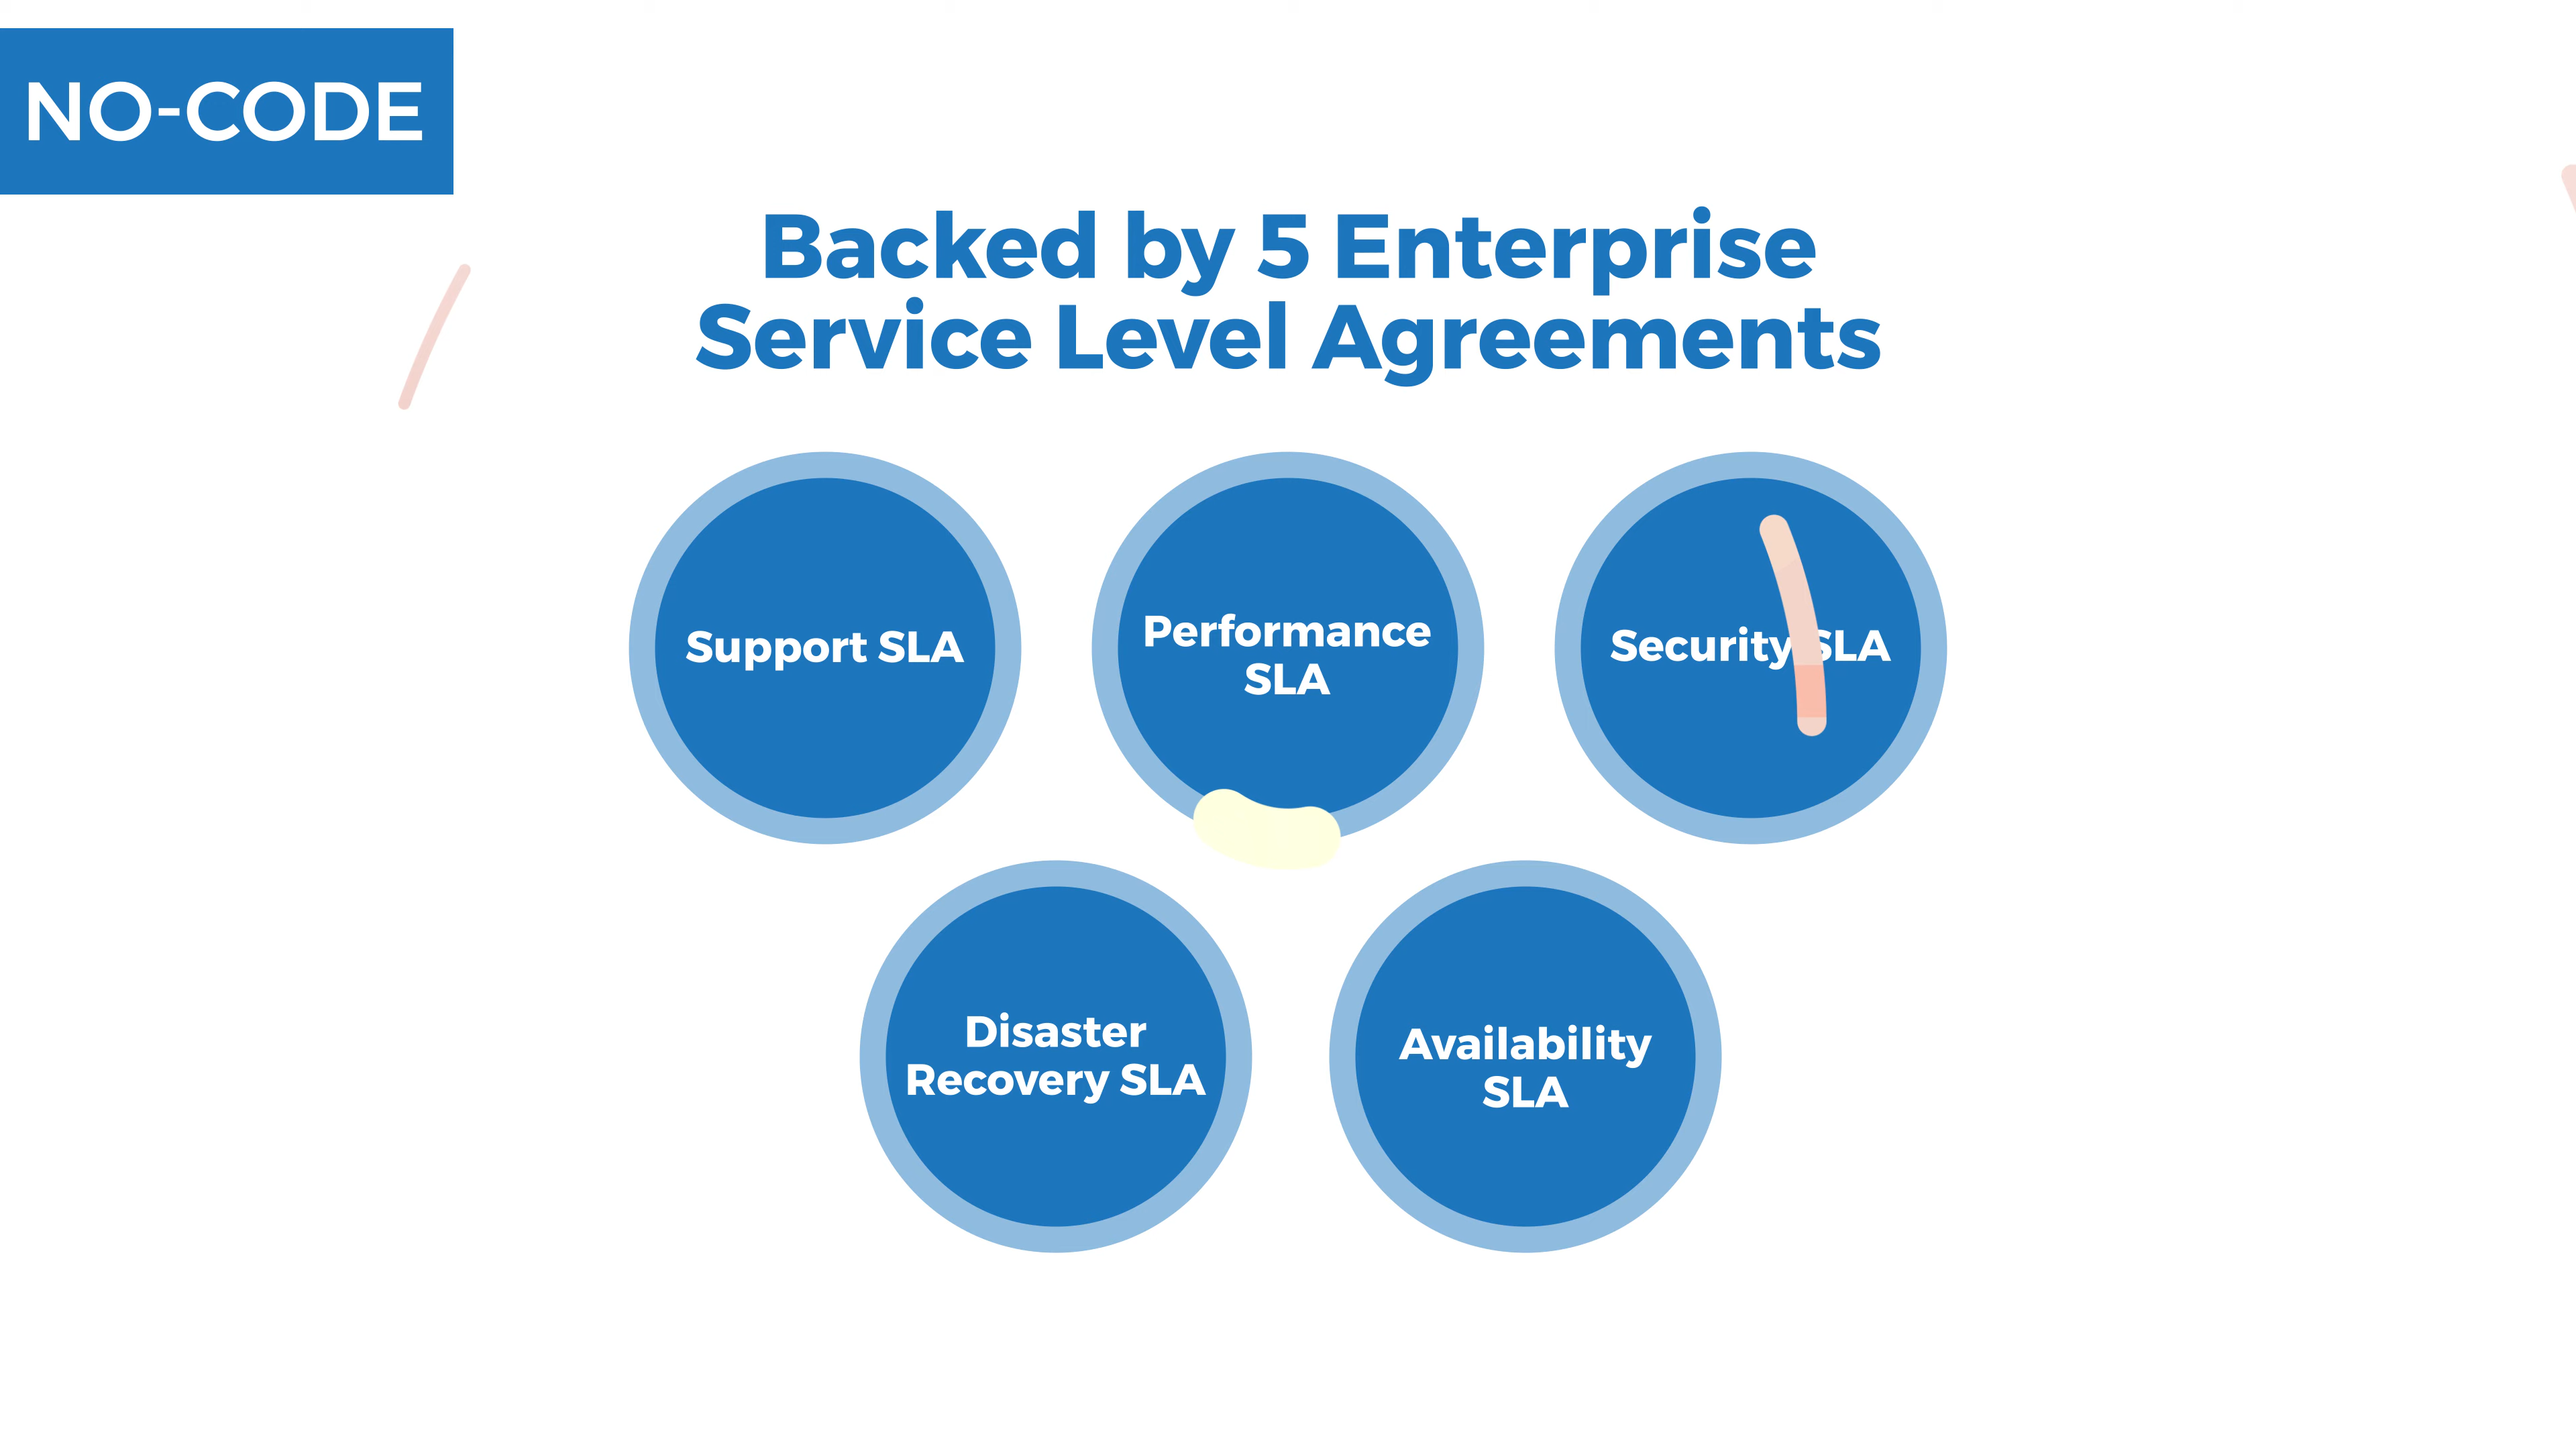 NO-CODE
Backed by 5 Enterprise
Service Level Agreements
Support SLA
Performance
SLA
Security SLA
Disaster
Recovery SLA
Availability
SLA